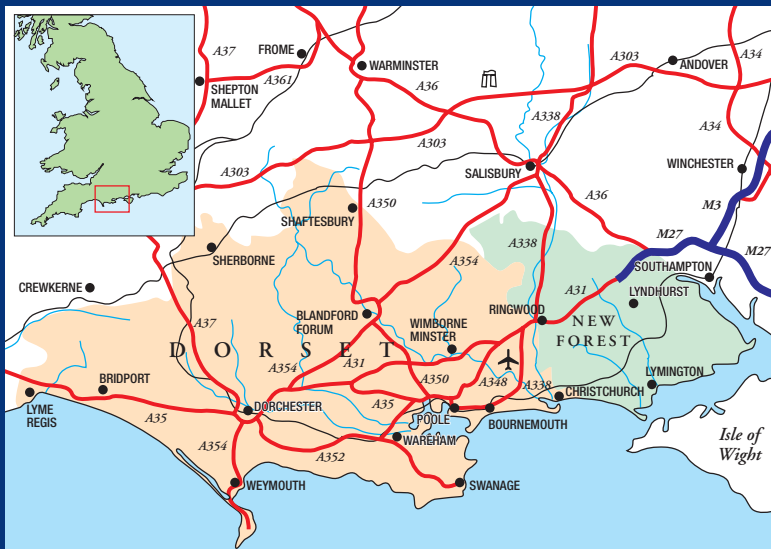 A37
FROME
A361
SHEPTON
MALLET
WARMINSTER
A36
A303
ANDOVER
A34
A338
A303
A34
SALISBURY
WINCHESTER
A303
A350
SHAFTESBURY
A36
M3
SHERBORNE
A338
M27
M27
A354
SOUTHAMPTON
CREWKERNE
A31
LYNDHURST
BLANDFORD
FORUM
RINGWOOD
A37
WIMBORNE
MINSTER
NEW
FOREST
DORSET
A354
A31
A350
A348
A338
LYMINGTON
BRIDPORT
CHRISTCHURCH
LYME
REGIS
A35
DORCHESTER
A35
POOLE
BOURNEMOUTH
WAREHAM
Isle of
Wight
A354
A352
WEYMOUTH
SWANAGE